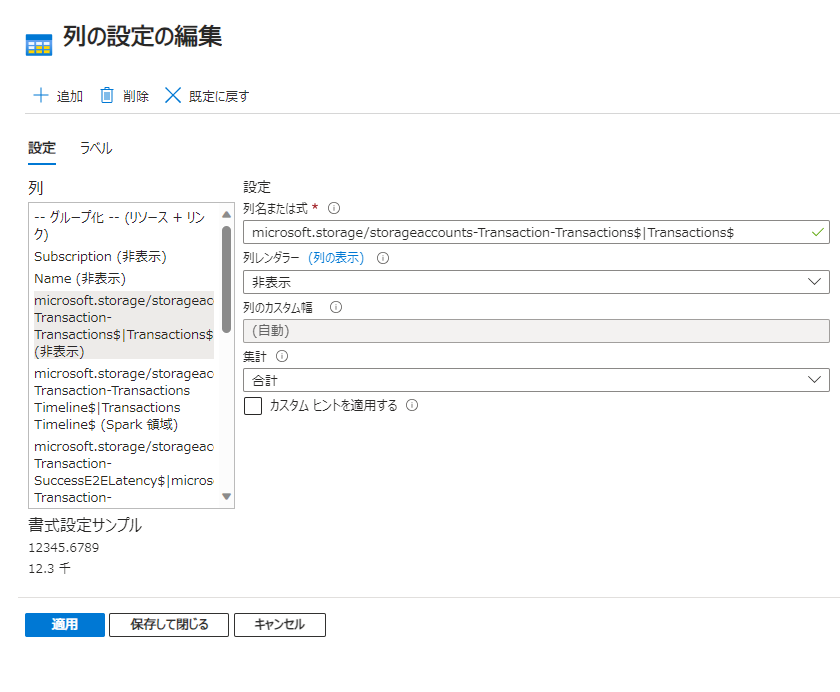 列の設定の編集
追加 削除 既定に戻す
設定 ラベル
列
-- グループ化 -- (リソース + リン
ク)
Subscription (非表示)
Name (非表示)
microsoft.storage/storageac
Transaction-
Transactions$|Transactions$
(非表示)
microsoft.storage/storageac
Transaction-Transactions
Timeline$|Transactions
Timeline$ (Spark 領域)
microsoft.storage/storageac
Transaction-
SuccessE2ELatency$|micros
Transaction-
書式設定サンプル
12345.6789
12.3 千
設定
列名または式 *
microsoft.storage/storageaccounts-Transaction-Transactions$|Transactions$
列レンダラー (列の表示)
非表示
列のカスタム幅
(自動)
集計
合計
カスタム ヒントを適用する
適用 保存して閉じる キャンセル